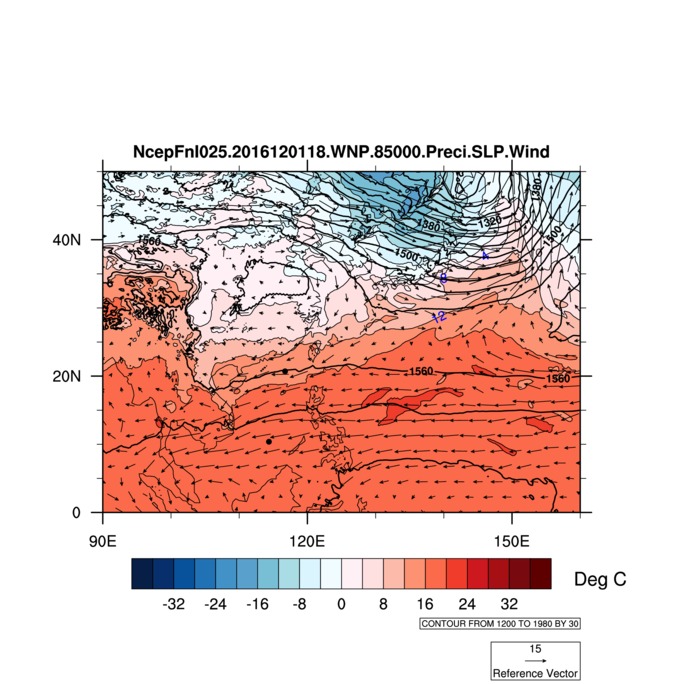 NcepFnl025.2016120118.WNP.85000.Preci.SLP.Wind
1380
1320
1380
40N
1560
1500
1500
4
8
12
20N
1560
1560
0
90E 120E 150E
Deg C
-32 -24 -16 -8 0 8 16 24 32
CONTOUR FROM 1200 TO 1980 BY 30
15
Reference Vector